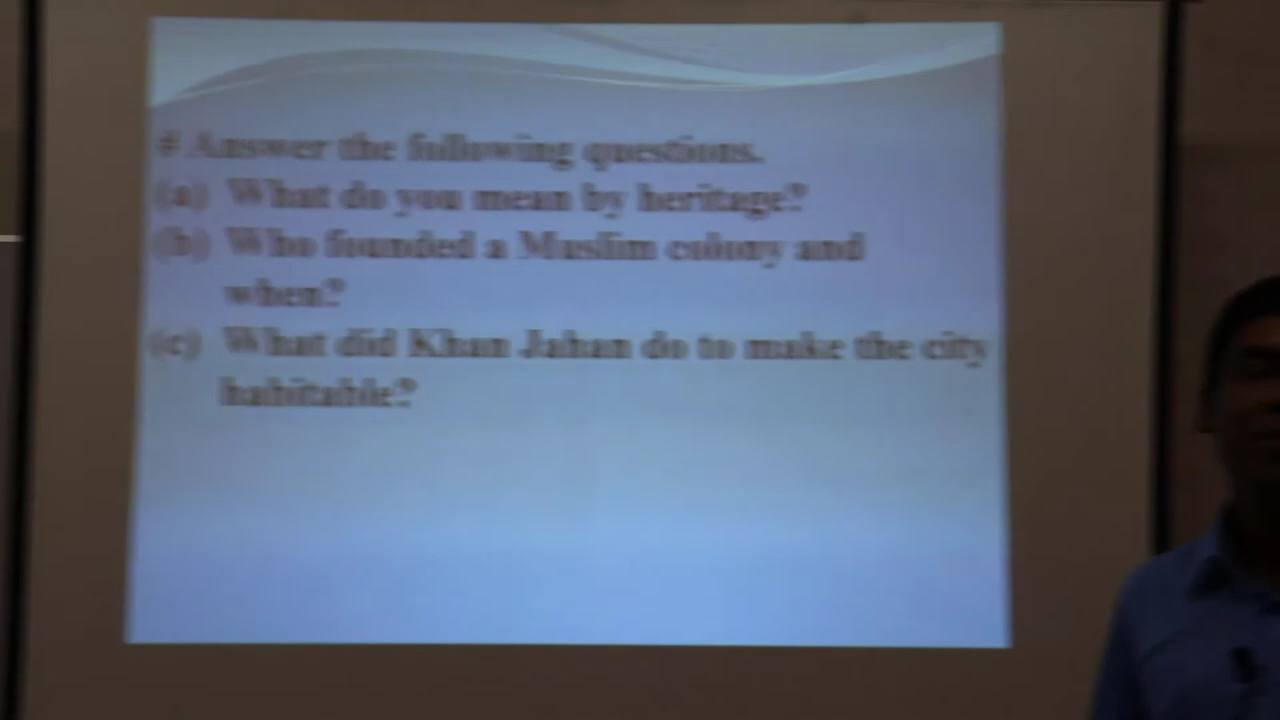 # Answer the following questions.
(a) What do you mean by heritage?
(b) Who founded a Muslim colony and
when?
(c) What did Khan Jahan do to make the city
habitable?